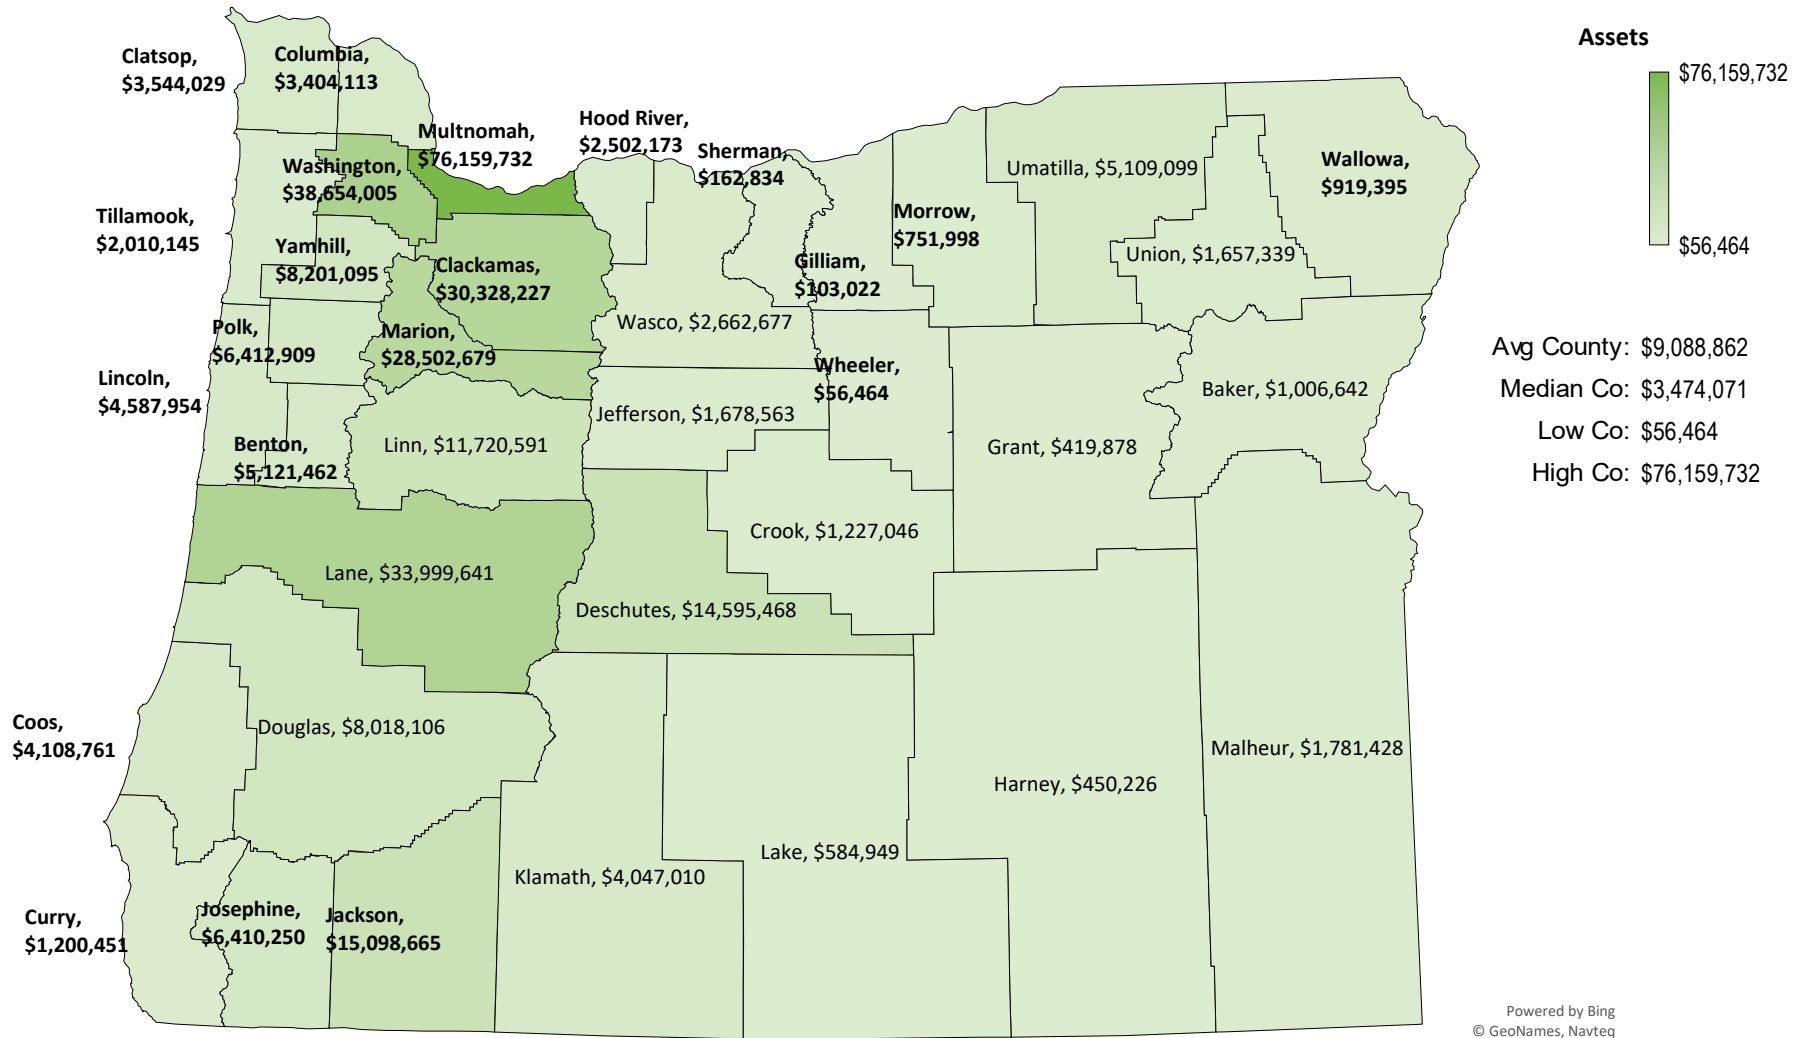 Clatsop,
$3,544,029
Columbia,
$3,404,113
Multnomah,
$76,159,732
Hood River,
$2,502,173
Sherman,
$162,834
Washington,
$38,654,005
Umatilla, $5,109,099
Wallowa,
$919,395
Tillamook,
$2,010,145
Yamhill,
$8,201,095
Clackamas,
$30,328,227
Morrow,
$751,998
Gilliam,
$103,022
Union, $1,657,339
Polk,
$6,412,909
Marion,
$28,502,679
Wasco, $2,662,677
Wheeler,
$56,464
Lincoln,
$4,587,954
Jefferson, $1,678,563
Baker, $1,006,642
Benton,
$5,121,462
Linn, $11,720,591
Grant, $419,878
Crook, $1,227,046
Lane, $33,999,641
Deschutes, $14,595,468
Coos,
$4,108,761
Douglas, $8,018,106
Harney, $450,226
Malheur, $1,781,428
Lake, $584,949
Klamath, $4,047,010
Curry,
$1,200,451
Josephine,
$6,410,250
Jackson,
$15,098,665
Assets
$76,159,732
$56,464
Avg County: $9,088,862
Median Co: $3,474,071
Low Co: $56,464
High Co: $76,159,732
Powered by Bing
© GeoNames, Navteq